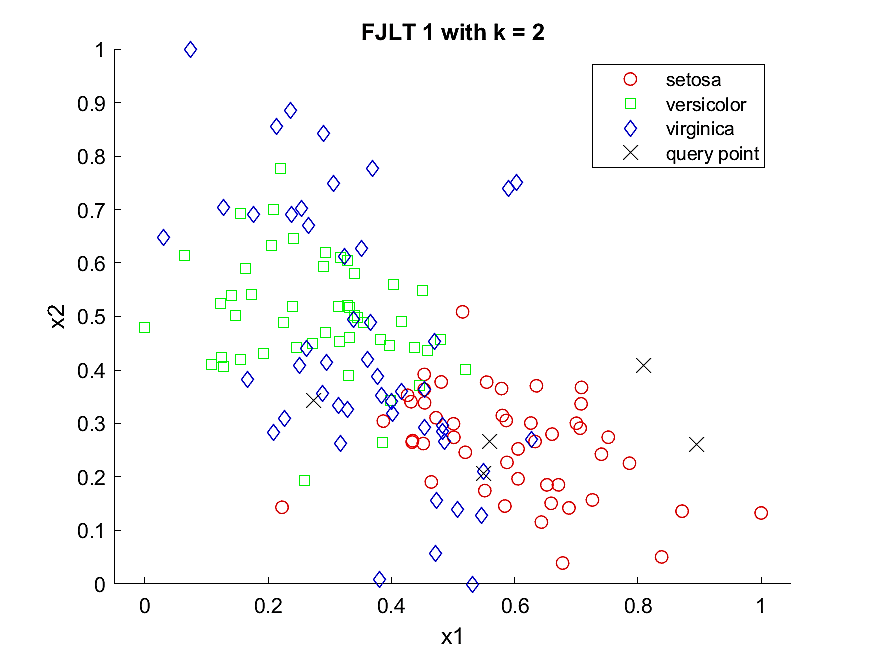 FJLT 1 with k = 2
setosa
versicolor
virginica
query point
x2
1
0.9
0.8
0.7
0.6
0.5
0.4
0.3
0.2
0.1
0
0
0.2
0.4
0.6
0.8
1
x1